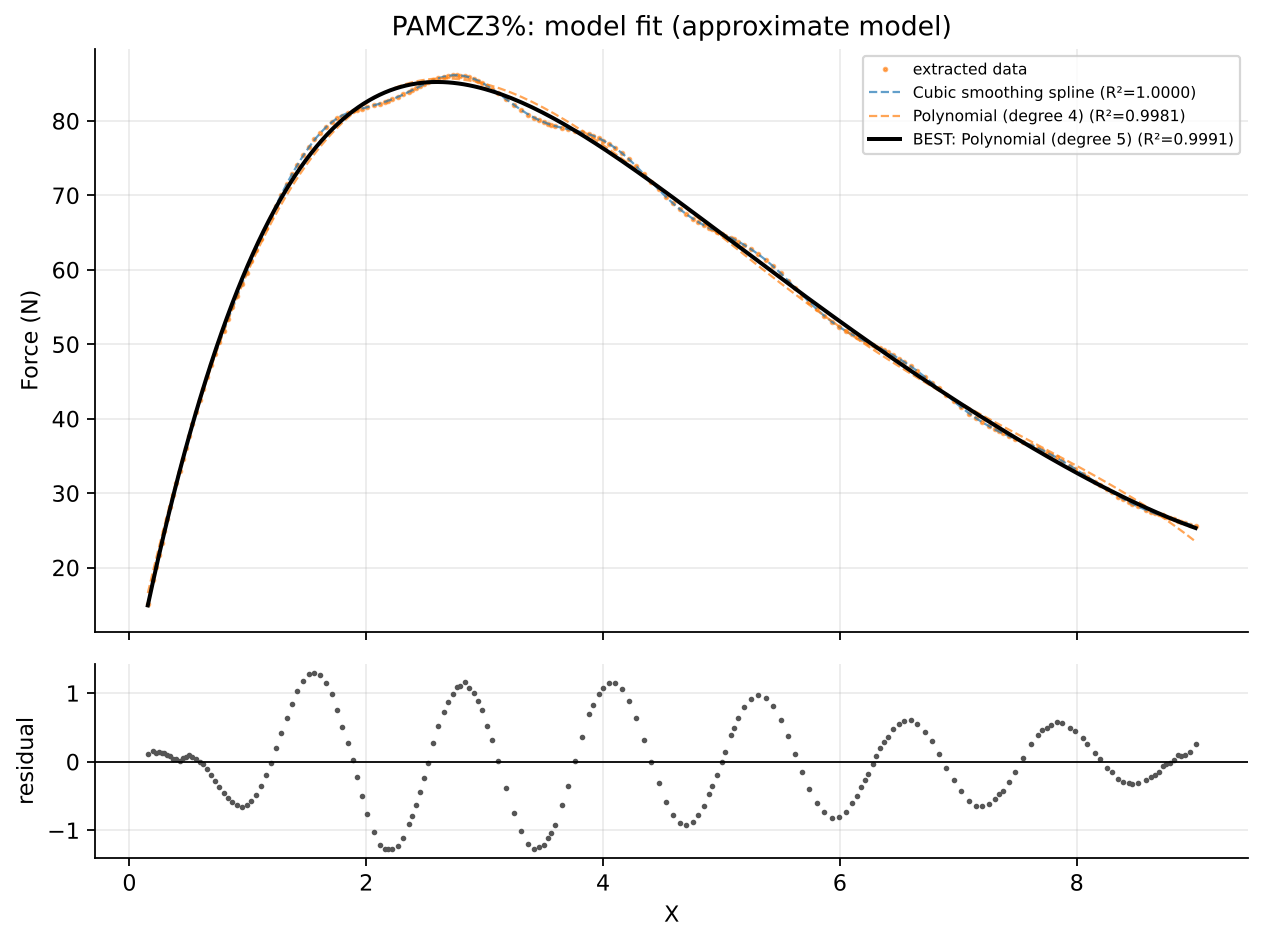 PAMCZ3%: model fit (approximate model)
extracted data
Cubic smoothing spline (R²=1.0000)
Polynomial (degree 4) (R²=0.9981)
BEST: Polynomial (degree 5) (R²=0.9991)
Force (N)
80
70
60
50
40
30
20
residual
1
0
−1
0 2 4 6 8
X